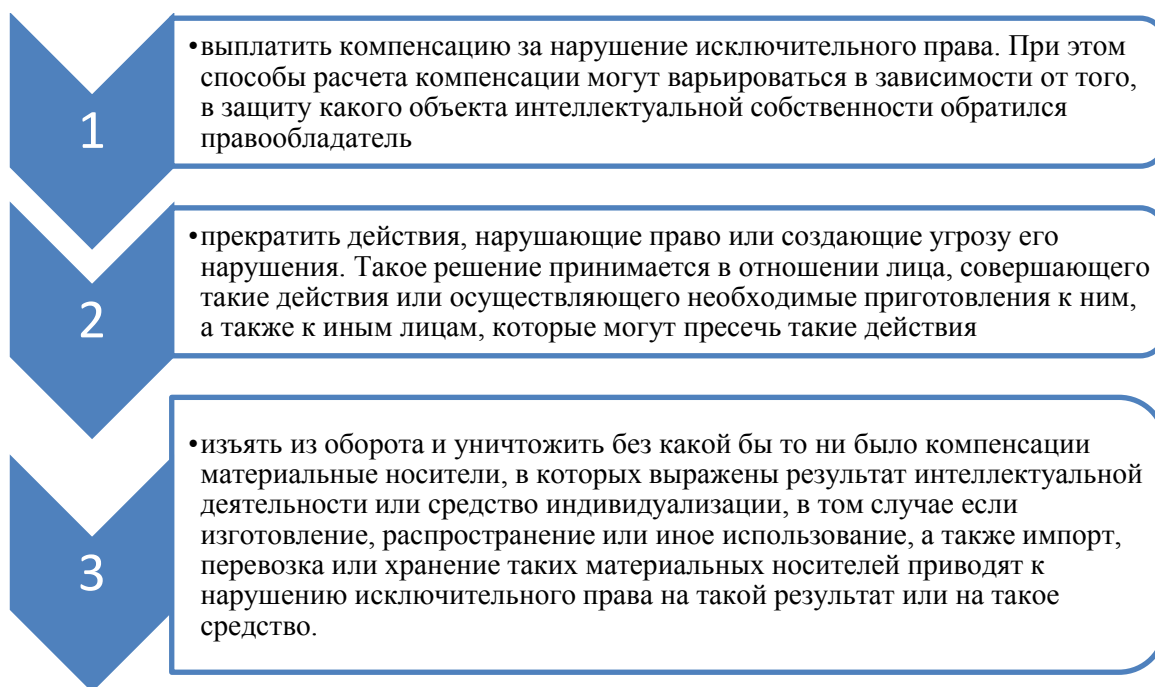 1
•выплатить компенсацию за нарушение исключительного права. При этом
способы расчета компенсации могут варьироваться в зависимости от того,
в защиту какого объекта интеллектуальной собственности обратился
правообладатель
2
•прекратить действия, нарушающие право или создающие угрозу его
нарушения. Такое решение принимается в отношении лица, совершающего
такие действия или осуществляющего необходимые приготовления к ним,
а также к иным лицам, которые могут пресечь такие действия
3
•изъять из оборота и уничтожить без какой бы то ни было компенсации
материальные носители, в которых выражены результат интеллектуальной
деятельности или средство индивидуализации, в том случае если
изготовление, распространение или иное использование, а также импорт,
перевозка или хранение таких материальных носителей приводят к
нарушению исключительного права на такой результат или на такое
средство.